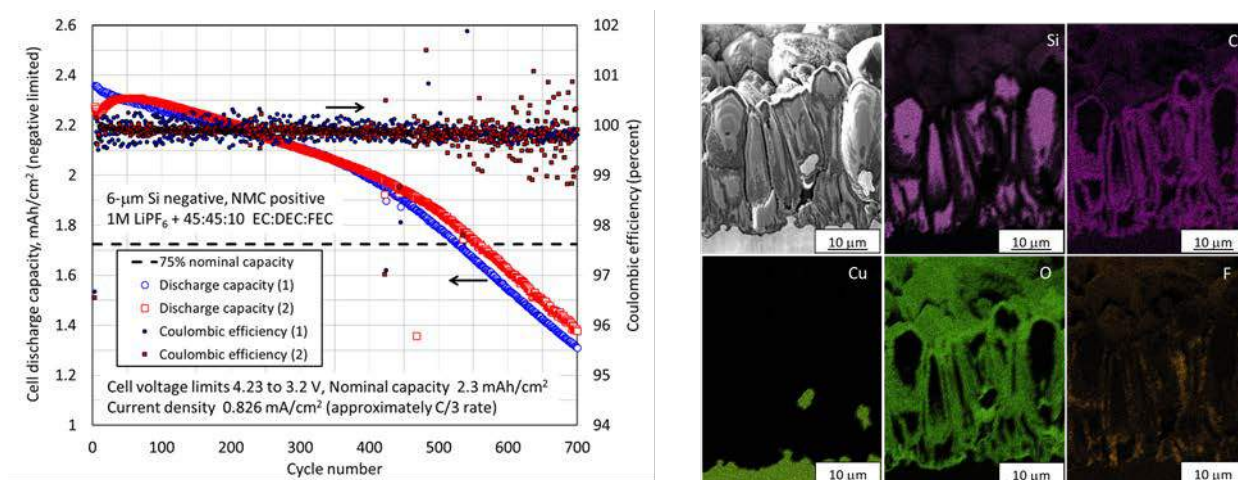 2.6
2.4
2.2
2
1.8
1.6
1.4
1.2
1
Cell discharge capacity, mAh/cm2 (negative limited)
6-μm Si negative, NMC positive
1M LiPF6 + 45:45:10 EC:DEC:FEC
75% nominal capacity
Discharge capacity (1)
Discharge capacity (2)
Coulombic efficiency (1)
Coulombic efficiency (2)
Cell voltage limits 4.23 to 3.2 V, Nominal capacity 2.3 mAh/cm2
Current density 0.826 mA/cm2 (approximately C/3 rate)
0 100 200 300 400 500 600 700
Cycle number
102
101
100
99
98
97
96
95
94
Coulombic efficiency (percent)
10 μm
Si
10 μm
C
10 μm
Cu
10 μm
O
10 μm
F
10 μm